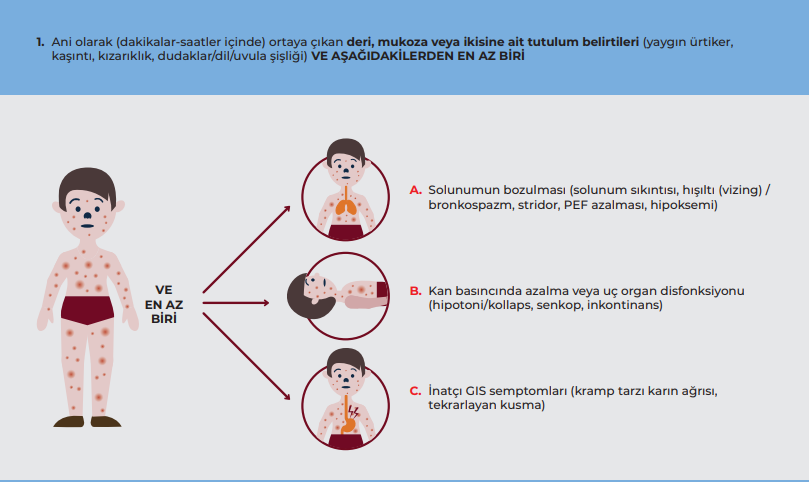 1. Ani olarak (dakikalar-saatler içinde) ortaya çıkan deri, mukoza veya ikisine ait tutulum belirtileri (yaygın ürtiker,
kaşıntı, kızarıklık, dudaklar/dil/uvula şişliği) VE AŞAĞIDAKİLERDEN EN AZ BİRİ
VE
EN AZ
BİRİ
A. Solunumun bozulması (solunum sıkıntısı, hışıltı (vizing) /
bronkospazm, stridor, PEF azalması, hipoksemi)
B. Kan basıncında azalma veya uç organ disfonksiyonu
(hipotoni/kollaps, senkop, inkontinans)
C. İnatçı GIS semptomları (kramp tarzı karın ağrısı,
tekrarlayan kusma)